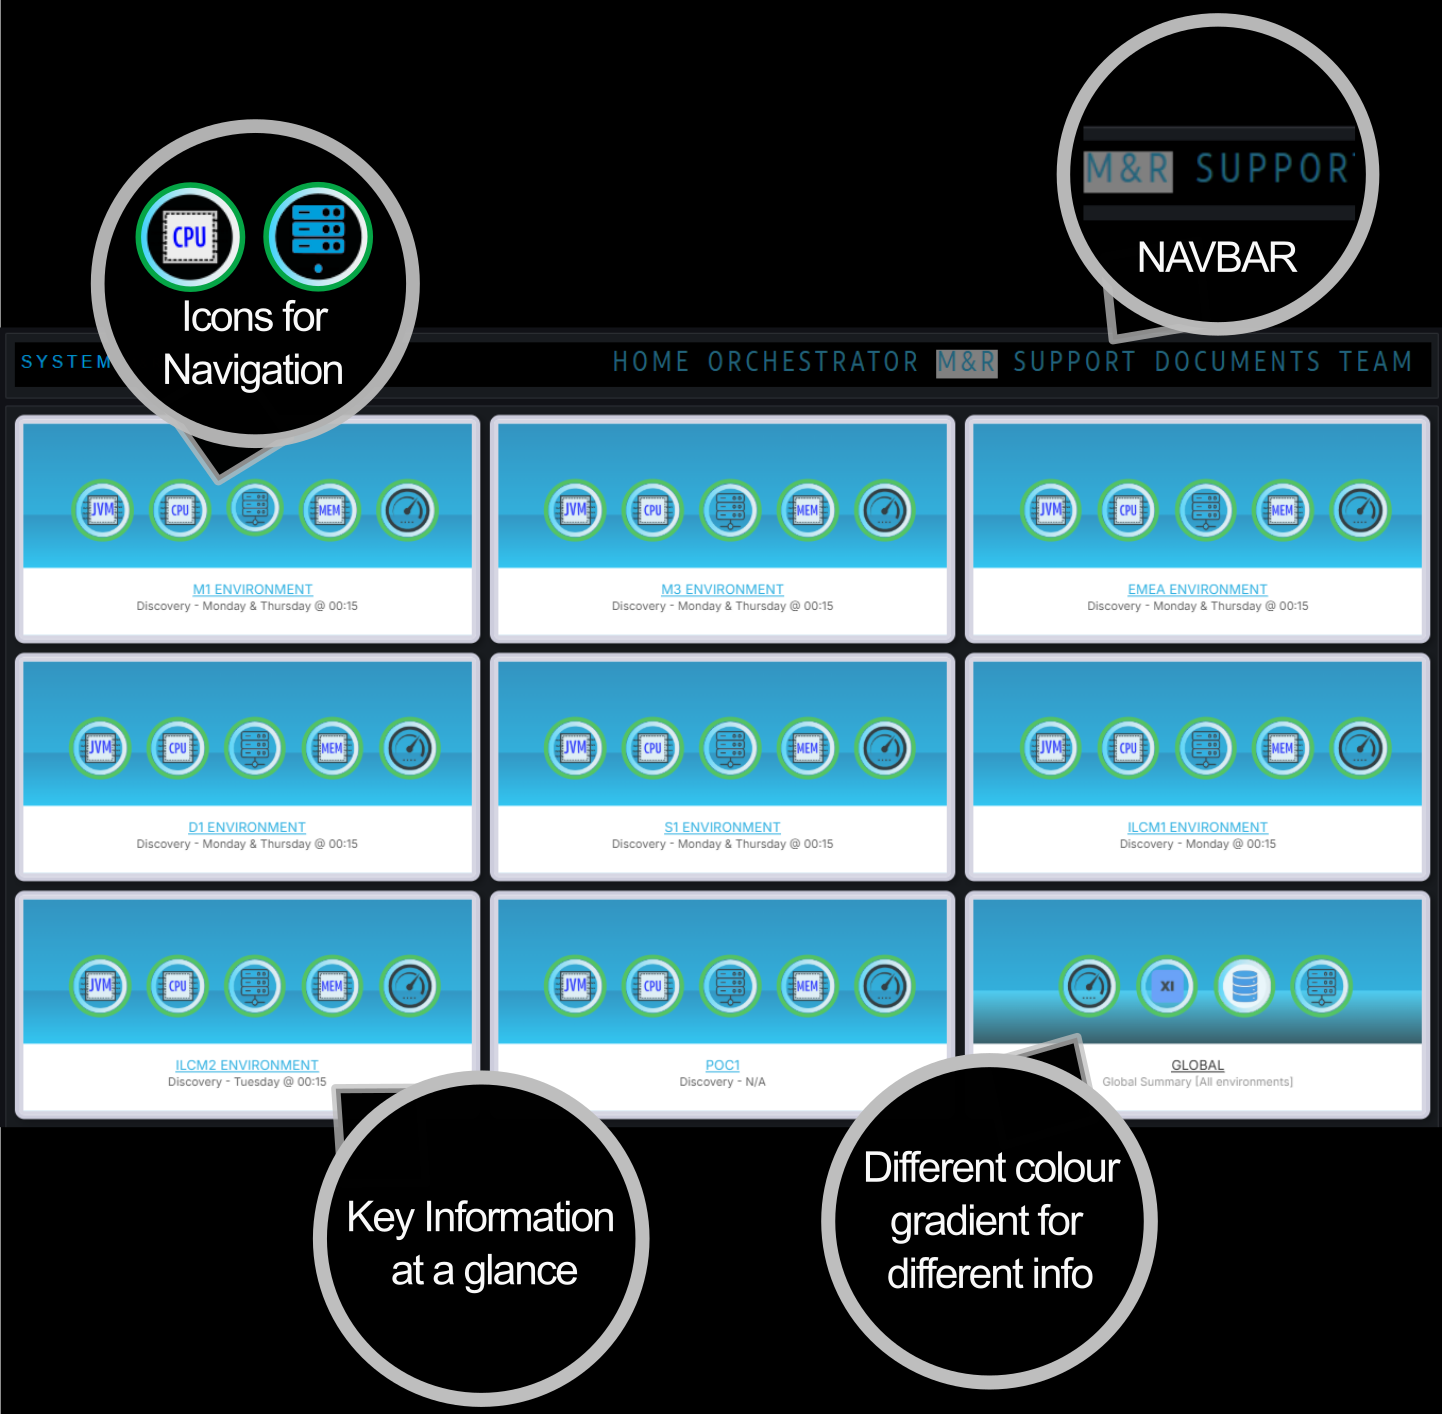 M&R SUPPOR
NAVBAR
CPU
Icons for
Navigation
SYSTEM
HOME ORCHESTRATOR M&R SUPPORT DOCUMENTS TEAM
JVM CPU MEM
JVM CPU MEM
JVM CPU MEM
M1 ENVIRONMENT
Discovery - Monday & Thursday @ 00:15
M3 ENVIRONMENT
Discovery - Monday & Thursday @ 00:15
EMEA ENVIRONMENT
Discovery - Monday & Thursday @ 00:15
JVM CPU MEM
JVM CPU MEM
JVM CPU MEM
D1 ENVIRONMENT
Discovery - Monday & Thursday @ 00:15
S1 ENVIRONMENT
Discovery - Monday & Thursday @ 00:15
ILCM1 ENVIRONMENT
Discovery - Monday @ 00:15
JVM CPU MEM
JVM CPU MEM
XI
ILCM2 ENVIRONMENT
Discovery - Tuesday @ 00:15
POC1
Discovery - N/A
GLOBAL
Global Summary [All environments]
Key Information
at a glance
Different colour
gradient for
different info